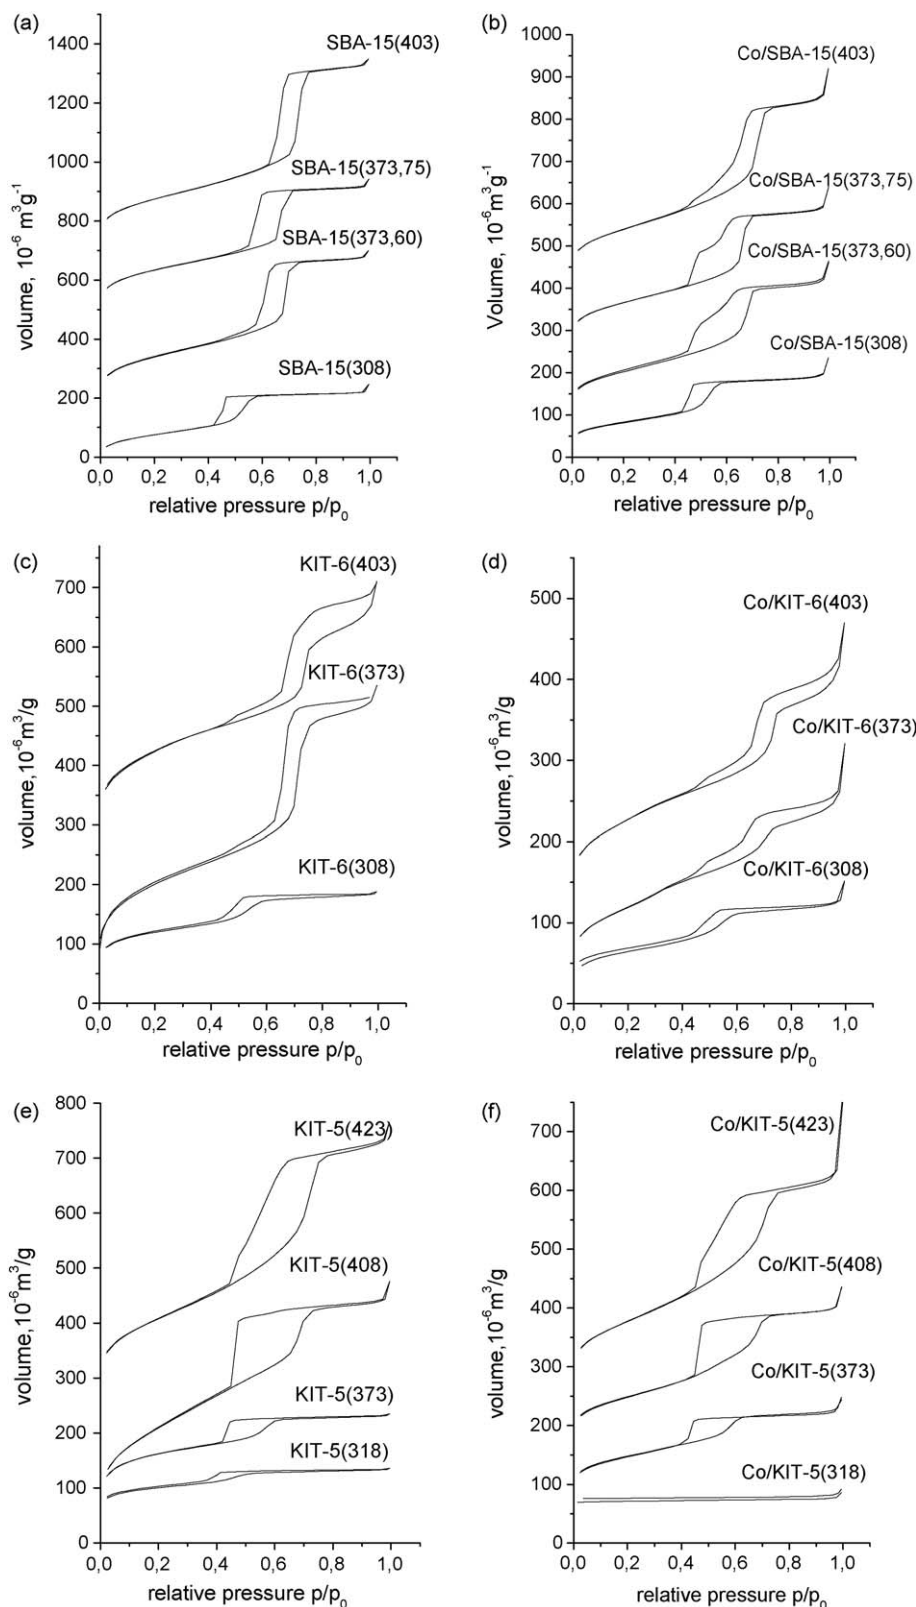 (a)
1400
1200
1000
800
600
400
200
0
volume, 10⁻⁶ m³g⁻¹
SBA-15(403)
SBA-15(373,75)
SBA-15(373,60)
SBA-15(308)
0,0 0,2 0,4 0,6 0,8 1,0
relative pressure p/p₀
(b)
1000
900
800
700
600
500
400
300
200
100
0
Volume, 10⁻⁶m³g⁻¹
Co/SBA-15(403)
Co/SBA-15(373,75)
Co/SBA-15(373,60)
Co/SBA-15(308)
0,0 0,2 0,4 0,6 0,8 1,0
relative pressure p/p₀
(c)
700
600
500
400
300
200
100
0
volume,10⁻⁶m³/g
KIT-6(403)
KIT-6(373)
KIT-6(308)
0,0 0,2 0,4 0,6 0,8 1,0
relative pressure p/p₀
(d)
500
400
300
200
100
0
volume,10⁻⁶m³/g
Co/KIT-6(403)
Co/KIT-6(373)
Co/KIT-6(308)
0,0 0,2 0,4 0,6 0,8 1,0
relative pressure p/p₀
(e)
800
700
600
500
400
300
200
100
0
volume,10⁻⁶m³/g
KIT-5(423)
KIT-5(408)
KIT-5(373)
KIT-5(318)
0,0 0,2 0,4 0,6 0,8 1,0
relative pressure p/p₀
(f)
700
600
500
400
300
200
100
0
volume,10⁻⁶m³/g
Co/KIT-5(423)
Co/KIT-5(408)
Co/KIT-5(373)
Co/KIT-5(318)
0,0 0,2 0,4 0,6 0,8 1,0
relative pressure p/p₀